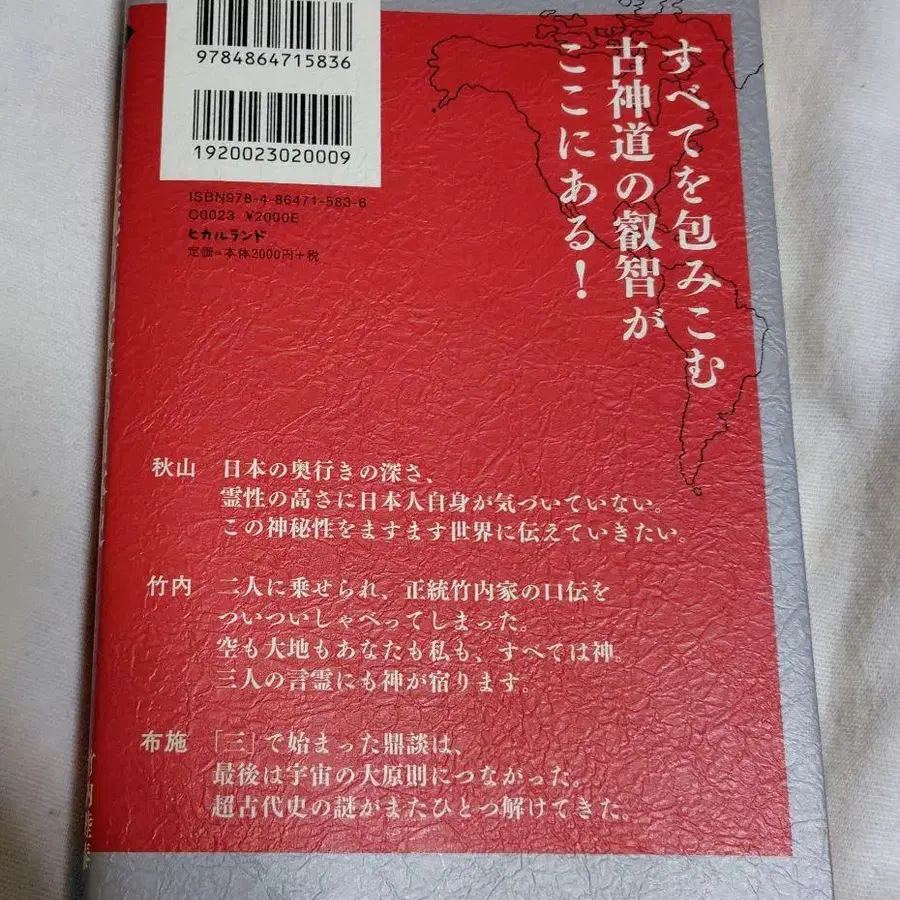 9784864715836
1920023020009
ISBN978-4-86471-583-6
C0023 ¥2000E
ヒカルランド
定価=本体2000円+税
すべてを包みこむ
古神道の叡智が
ここにある!
秋山 日本の奥行きの深さ、
霊性の高さに日本人自身が気づいていない。
この神秘性をますます世界に伝えていきたい。
竹内 二人に乗せられ、正統竹内家の口伝を
ついついしゃべってしまった。
空も大地もあなたも私も、すべては神。
三人の言霊にも神が宿ります。
布施 「三」で始まった鼎談は、
最後は宇宙の大原則につながった。
超古代史の謎がまたひとつ解けてきた。